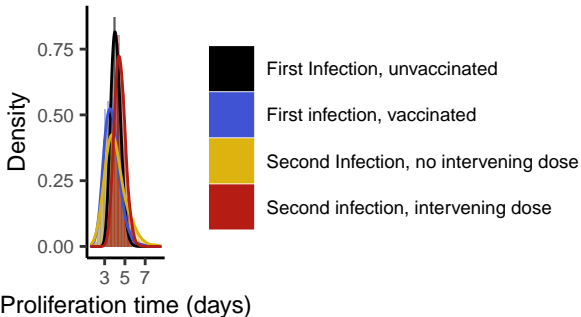 0.75
0.50
0.25
0.00
Density
3 5 7
Proliferation time (days)
First Infection, unvaccinated
First infection, vaccinated
Second Infection, no intervening dose
Second infection, intervening dose